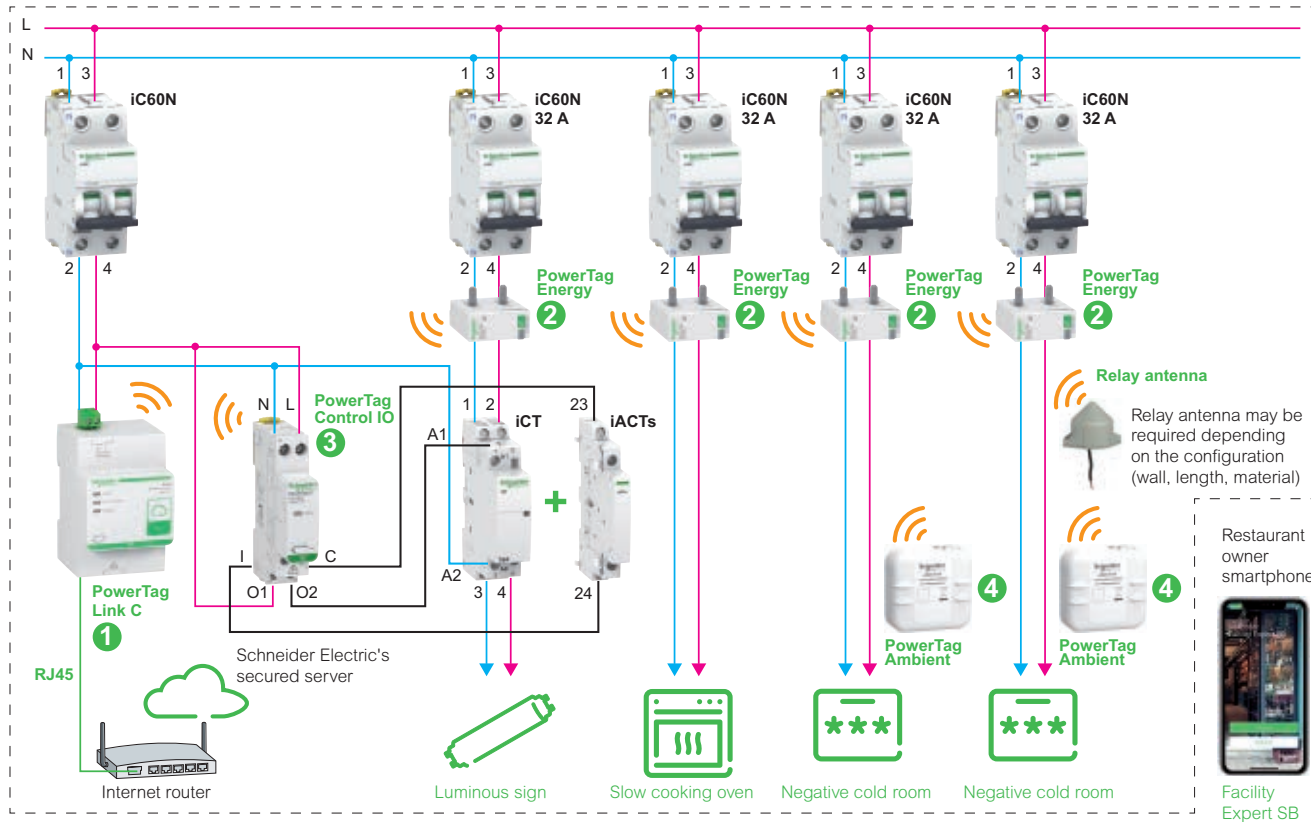 L
N
1 3
iC60N
1 3
iC60N
32 A
1 3
iC60N
32 A
1 3
iC60N
32 A
1 3
iC60N
32 A
2 4
2 4
PowerTag
Energy
2
2 4
PowerTag
Energy
2
2 4
PowerTag
Energy
2
2 4
PowerTag
Energy
2
N L
PowerTag
Control IO
3
1 2
iCT
23
iACTs
A1
+
Relay antenna
Relay antenna may be
required depending
on the configuration
(wall, length, material)
I
C
O1 O2
A2
3 4
24
PowerTag
Link C
1
4
PowerTag
Ambient
4
PowerTag
Ambient
Restaurant
owner
smartphone
RJ45
Schneider Electric's
secured server
***
***
Internet router
Luminous sign
Slow cooking oven
Negative cold room
Negative cold room
Facility
Expert SB